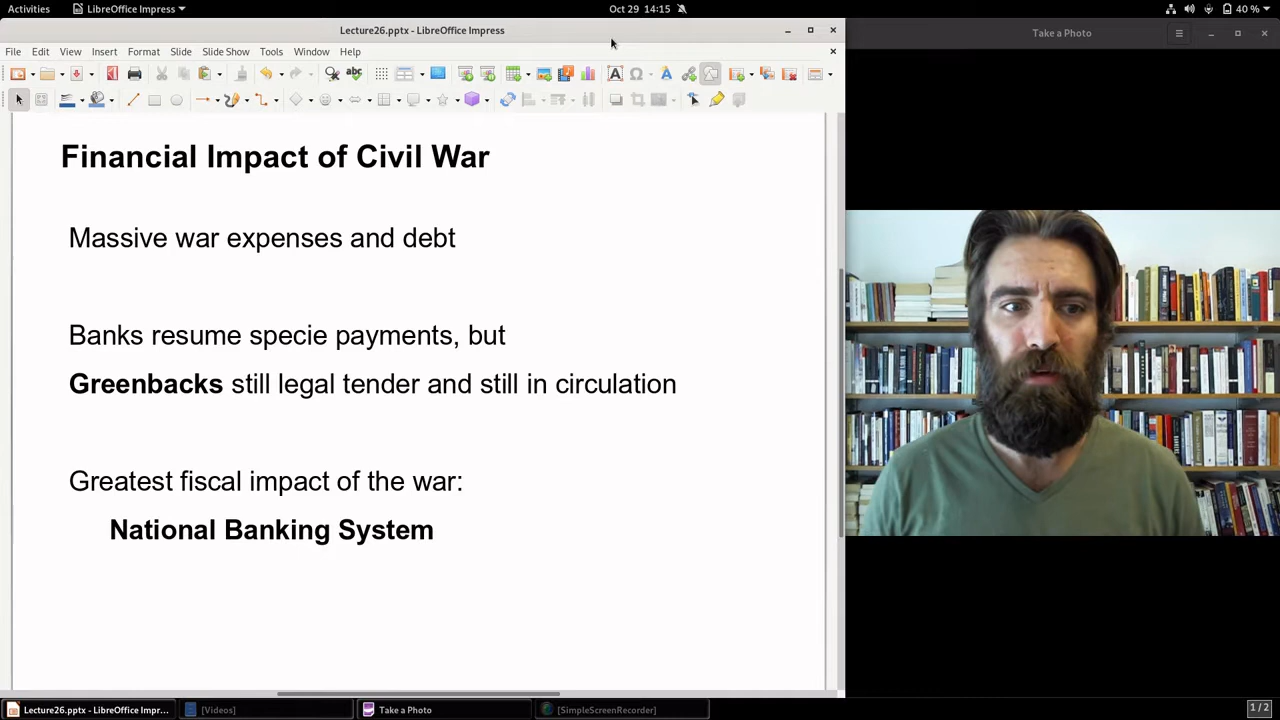 Activities
LibreOffice Impress
Oct 29 14:15
40 %
Lecture26.pptx - LibreOffice Impress
Take a Photo
File Edit View Insert Format Slide Slide Show Tools Window Help
Financial Impact of Civil War
Massive war expenses and debt
Banks resume specie payments, but
Greenbacks still legal tender and still in circulation
Greatest fiscal impact of the war:
National Banking System
Lecture26.pptx - LibreOffice Impr...
[Videos]
Take a Photo
[SimpleScreenRecorder]
1 / 2